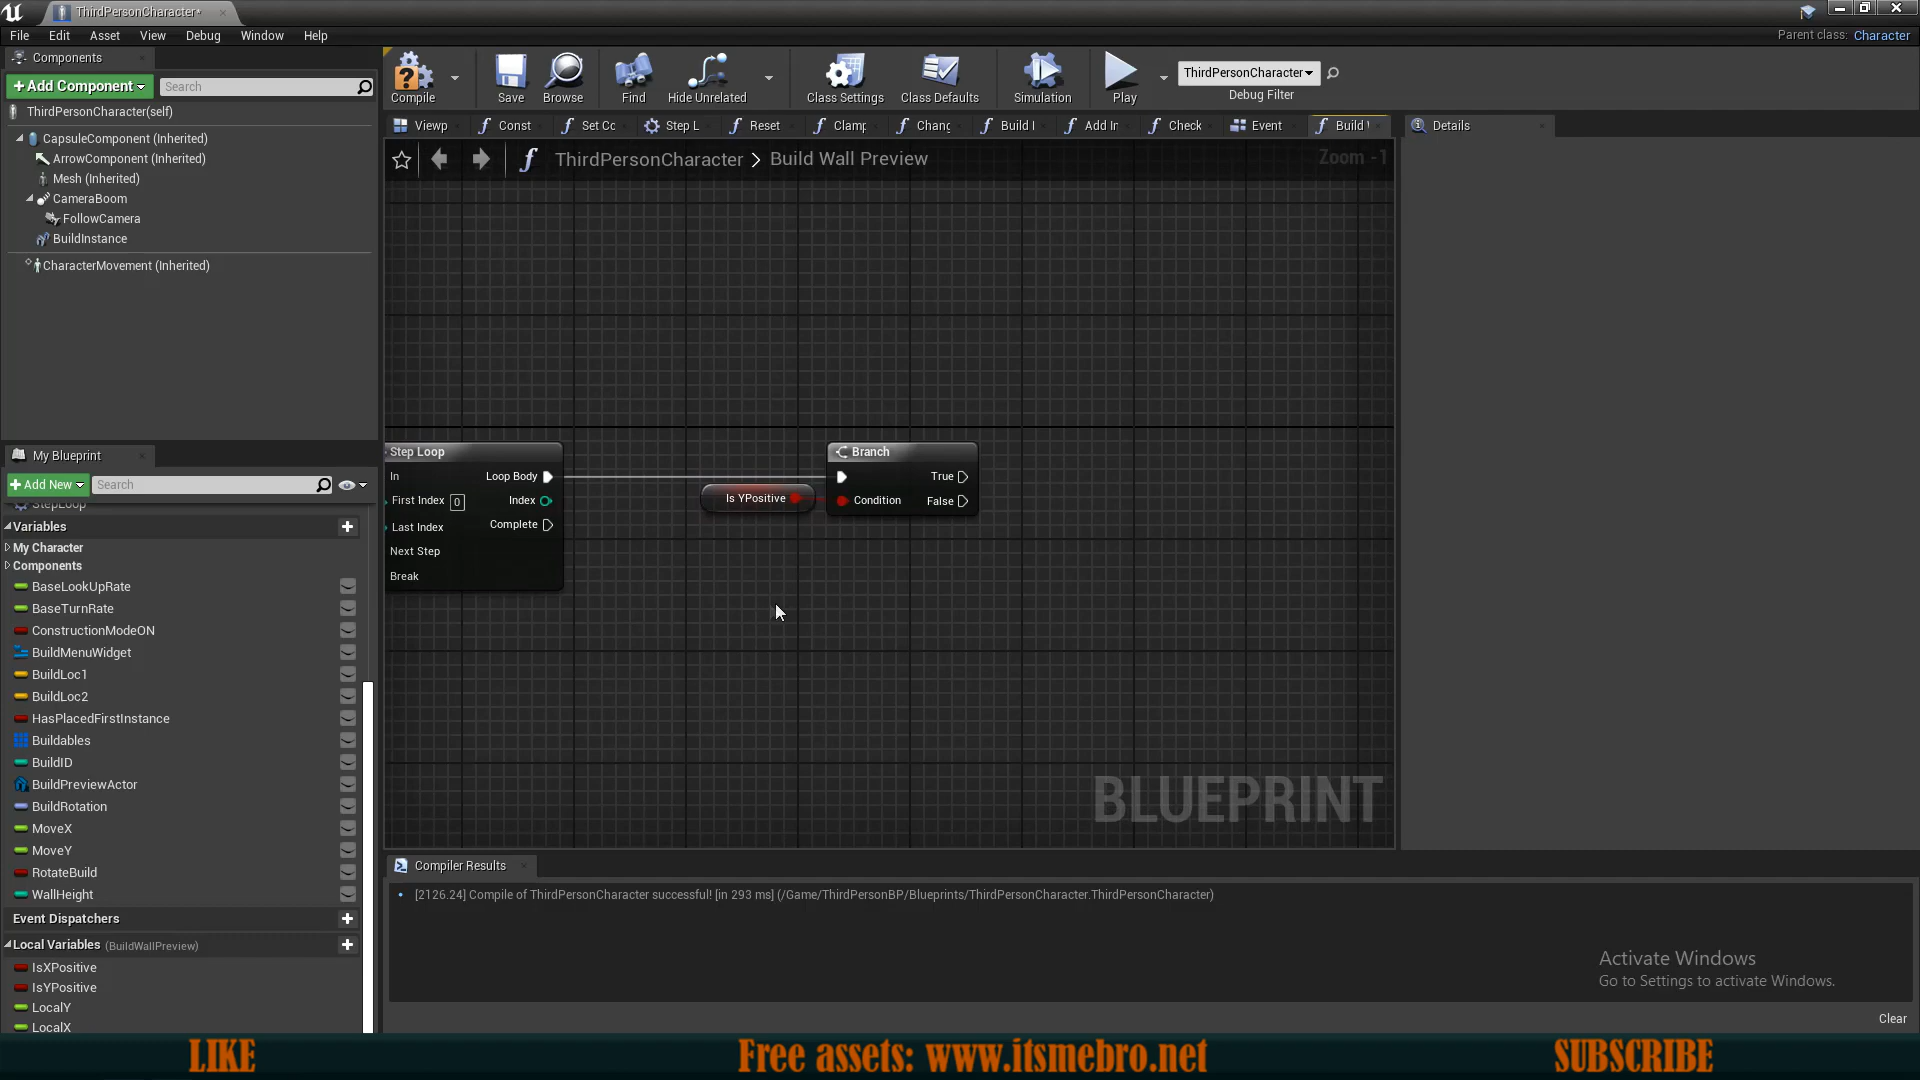 ThirdPersonCharacter*
File Edit Asset View Debug Window Help
Parent class: Character
Components
+Add Component
Search
ThirdPersonCharacter(self)
CapsuleComponent (Inherited)
ArrowComponent (Inherited)
Mesh (Inherited)
CameraBoom
FollowCamera
BuildInstance
CharacterMovement (Inherited)
Compile
Save
Browse
Find
Hide Unrelated
Class Settings
Class Defaults
Simulation
Play
ThirdPersonCharacter
Debug Filter
Viewp
Const
Set Cc
Step L
Reset
Clamp
Chang
Build I
Add In
Check
Event
Build
Details
ThirdPersonCharacter > Build Wall Preview
Zoom -1
Step Loop
In
Loop Body
First Index 0
Index
Last Index
Complete
Next Step
Break
Is YPositive
Branch
True
Condition
False
BLUEPRINT
My Blueprint
+Add New
Search
StepLoop
Variables
My Character
Components
BaseLookUpRate
BaseTurnRate
ConstructionModeON
BuildMenuWidget
BuildLoc1
BuildLoc2
HasPlacedFirstInstance
Buildables
BuildID
BuildPreviewActor
BuildRotation
MoveX
MoveY
RotateBuild
WallHeight
Event Dispatchers
Local Variables (BuildWallPreview)
IsXPositive
IsYPositive
LocalY
LocalX
Compiler Results
[2126.24] Compile of ThirdPersonCharacter successful! [in 293 ms] (/Game/ThirdPersonBP/Blueprints/ThirdPersonCharacter.ThirdPersonCharacter)
Activate Windows
Go to Settings to activate Windows.
Clear
LIKE
Free assets: www.itsmebro.net
SUBSCRIBE